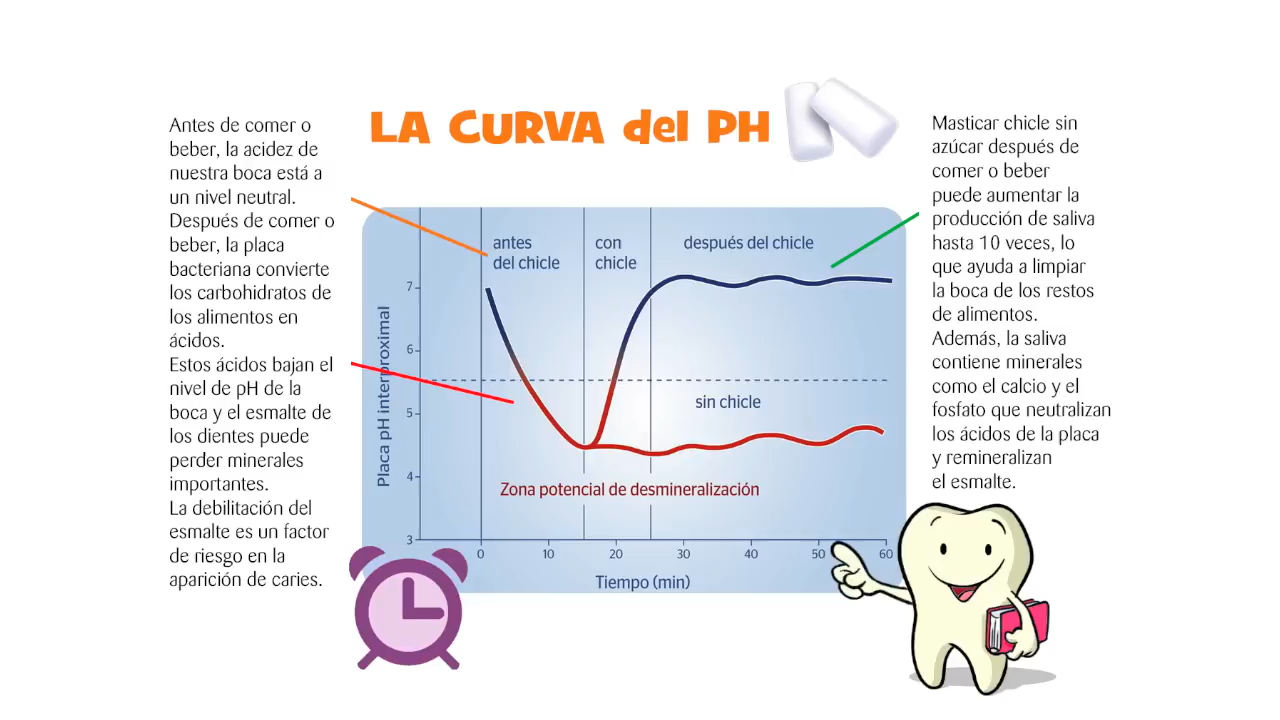 LA CURVA del PH
Antes de comer o
beber, la acidez de
nuestra boca está a
un nivel neutral.
Después de comer o
beber, la placa
bacteriana convierte
los carbohidratos de
los alimentos en
ácidos.
Estos ácidos bajan el
nivel de pH de la
boca y el esmalte de
los dientes puede
perder minerales
importantes.
La debilitación del
esmalte es un factor
de riesgo en la
aparición de caries.
antes
del chicle
con
chicle
después del chicle
Placa pH interproximal
7
6
5
4
3
sin chicle
Zona potencial de desmineralización
0 10 20 30 40 50 60
Tiempo (min)
Masticar chicle sin
azúcar después de
comer o beber
puede aumentar la
producción de saliva
hasta 10 veces, lo
que ayuda a limpiar
la boca de los restos
de alimentos.
Además, la saliva
contiene minerales
como el calcio y el
fosfato que neutralizan
los ácidos de la placa
y remineralizan
el esmalte.